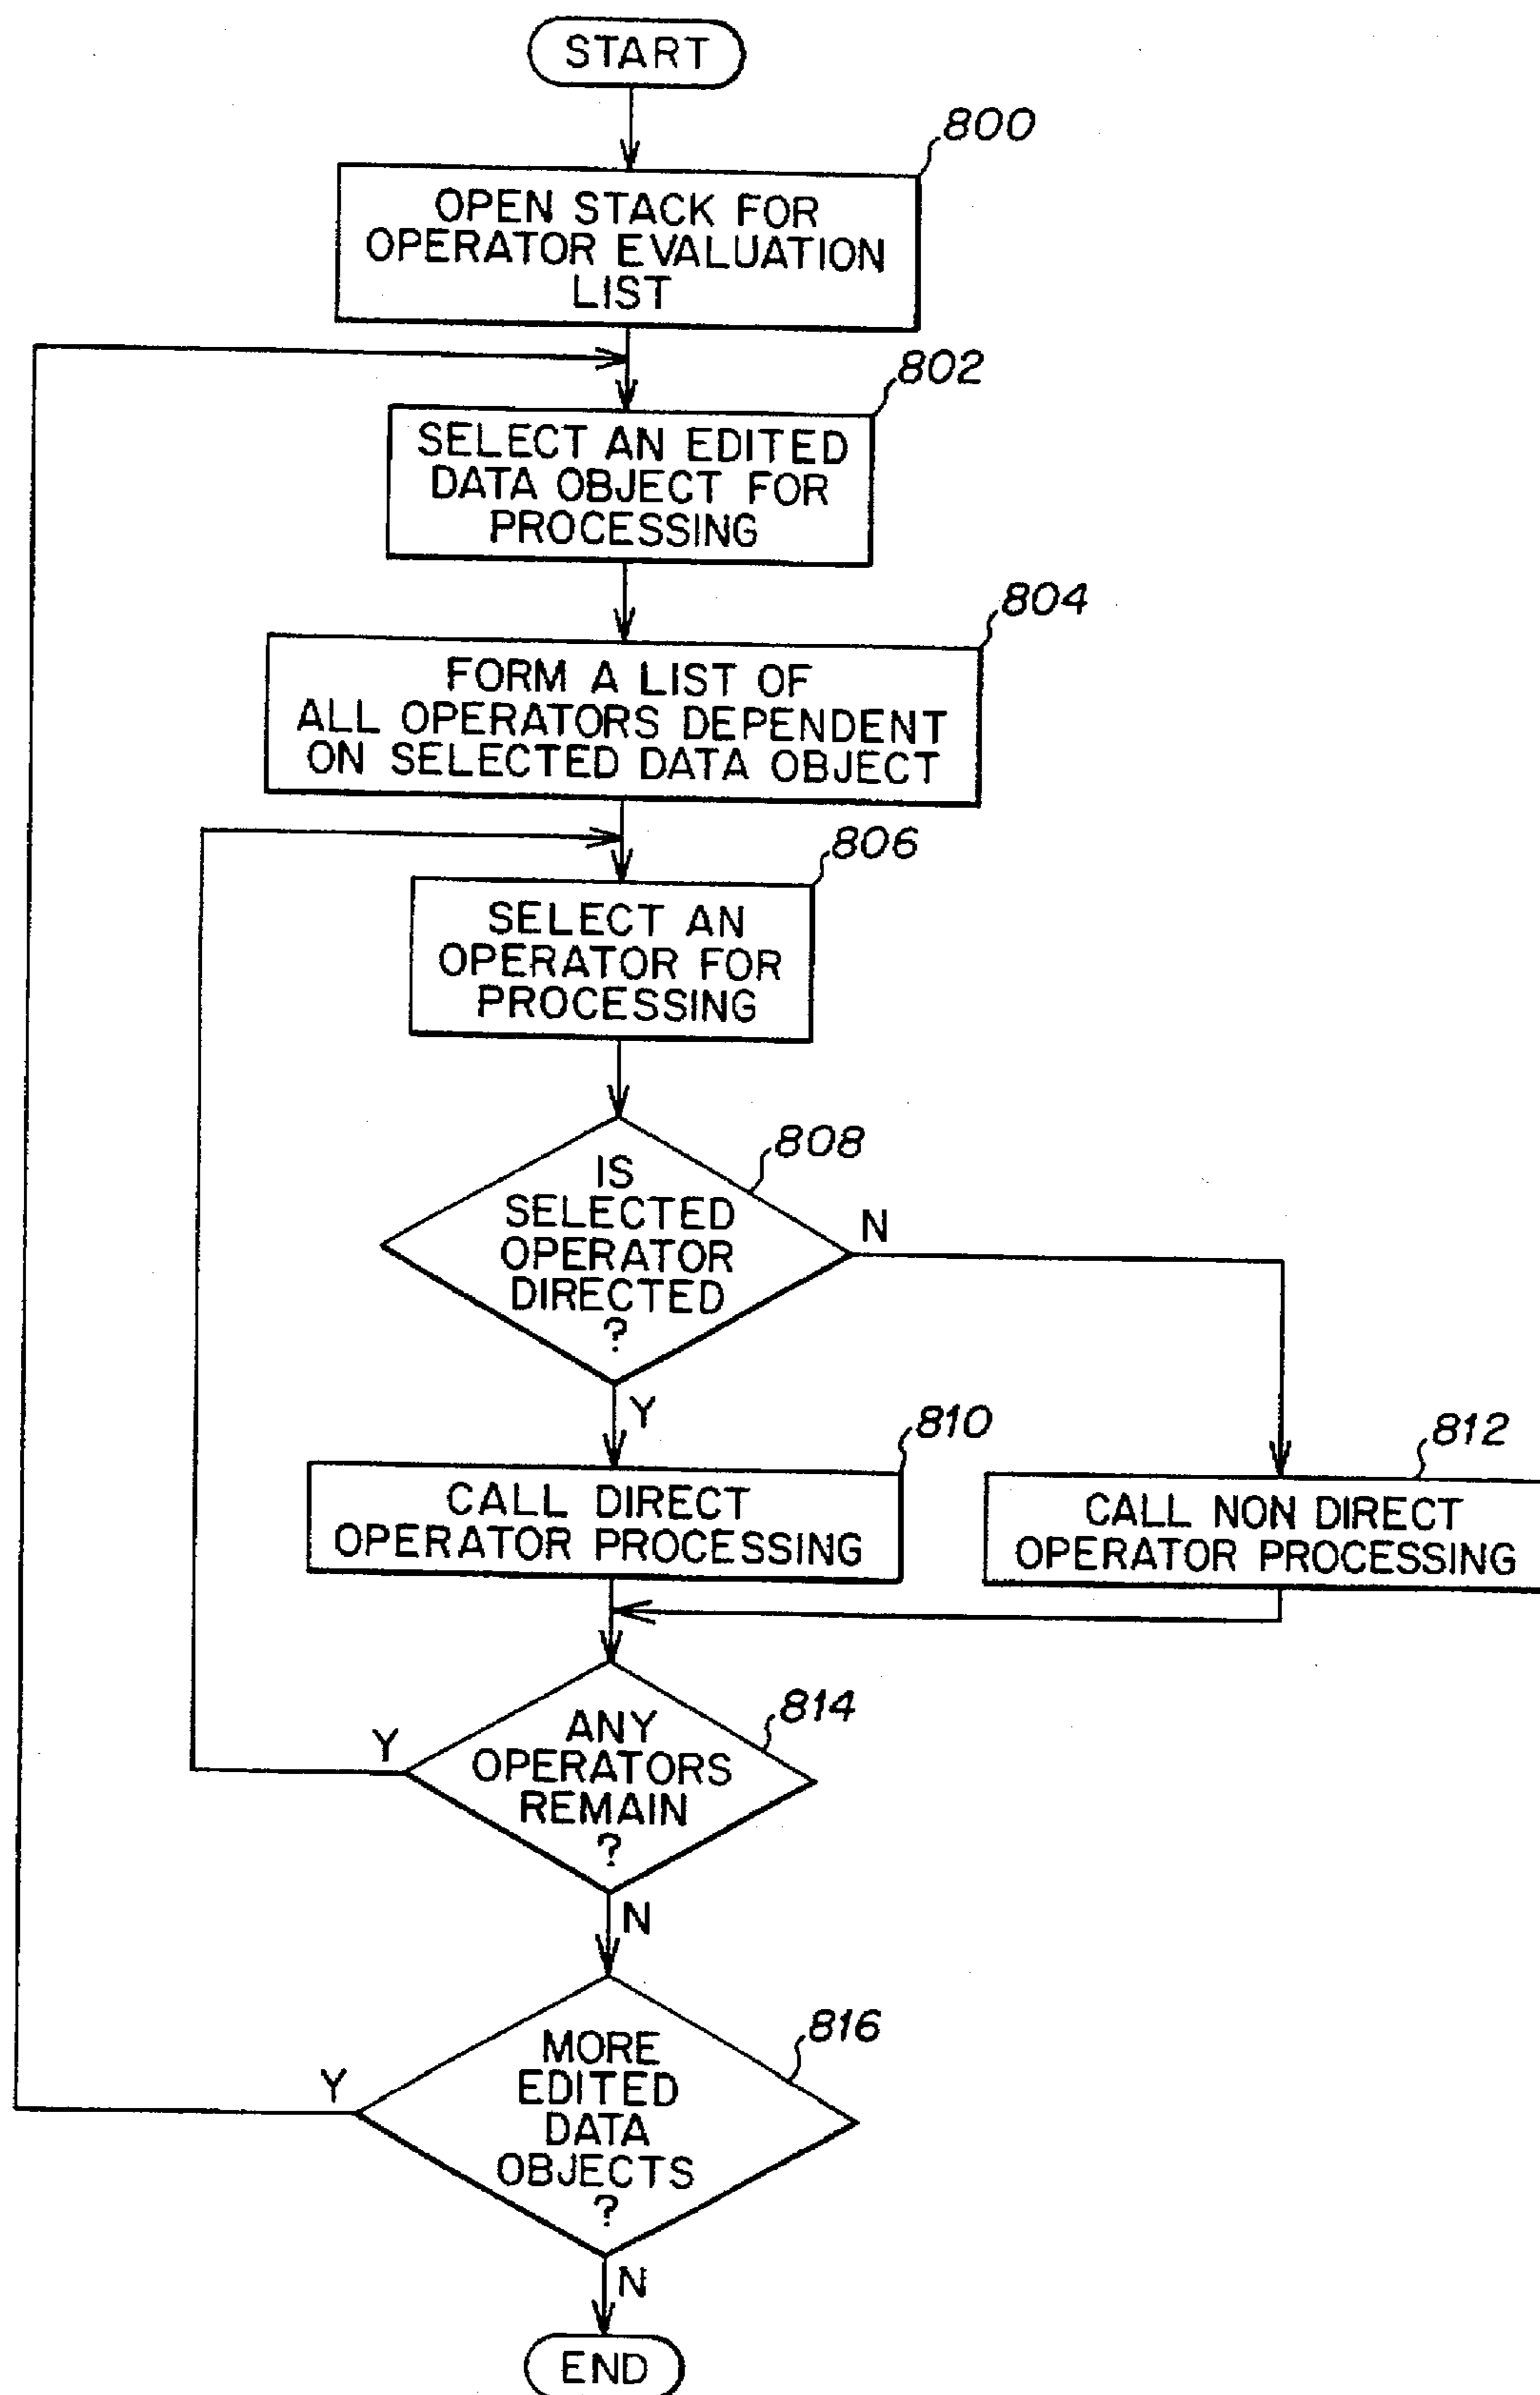 START
800
OPEN STACK FOR
OPERATOR EVALUATION
LIST
802
SELECT AN EDITED
DATA OBJECT FOR
PROCESSING
804
FORM A LIST OF
ALL OPERATORS DEPENDENT
ON SELECTED DATA OBJECT
806
SELECT AN
OPERATOR FOR
PROCESSING
808
IS
SELECTED
OPERATOR
DIRECTED
?
N
Y
810
CALL DIRECT
OPERATOR PROCESSING
812
CALL NON DIRECT
OPERATOR PROCESSING
814
ANY
OPERATORS
REMAIN
?
Y
N
816
MORE
EDITED
DATA
OBJECTS
?
Y
N
END